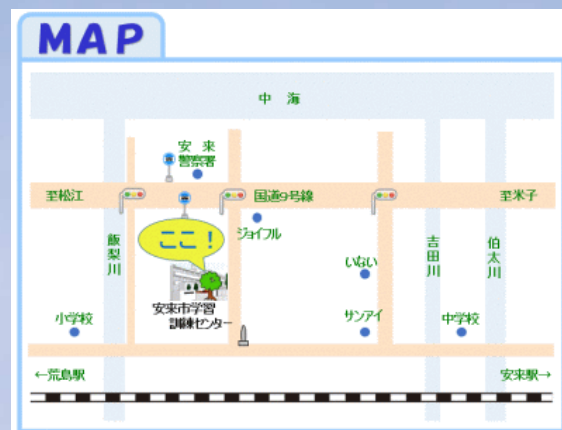 MAP
中 海
安 来
警察署
至松江
国道9号線
至米子
ここ！
ジョイフル
飯梨川
いない
吉田川
伯太川
安来市学習
訓練センター
小学校
サンアイ
中学校
←荒島駅
安来駅→